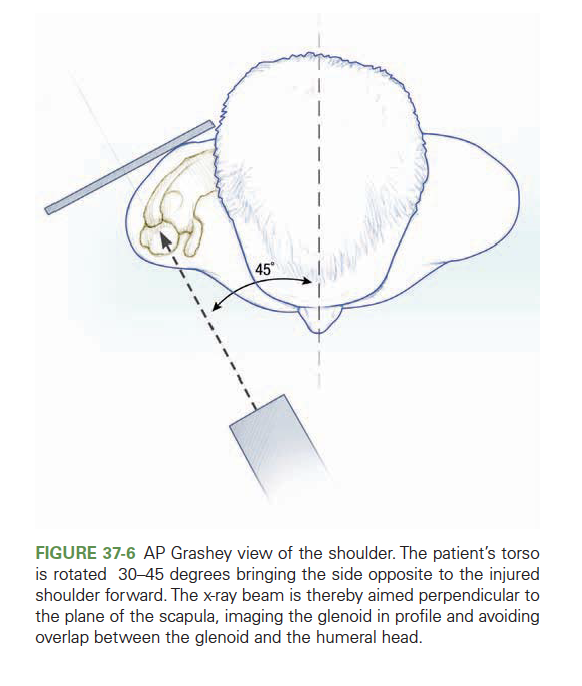 45°
FIGURE 37-6 AP Grashey view of the shoulder. The patient’s torso
is rotated 30–45 degrees bringing the side opposite to the injured
shoulder forward. The x-ray beam is thereby aimed perpendicular to
the plane of the scapula, imaging the glenoid in profile and avoiding
overlap between the glenoid and the humeral head.